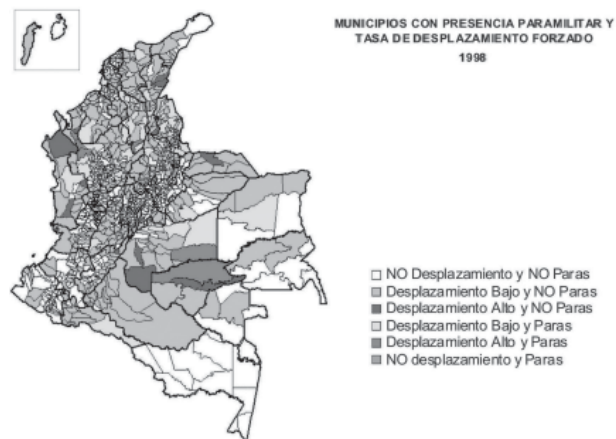 MUNICIPIOS CON PRESENCIA PARAMILITAR Y
TASA DE DESPLAZAMIENTO FORZADO
1998
NO Desplazamiento y NO Paras
Desplazamiento Bajo y NO Paras
Desplazamiento Alto y NO Paras
Desplazamiento Bajo y Paras
Desplazamiento Alto y Paras
NO desplazamiento y Paras